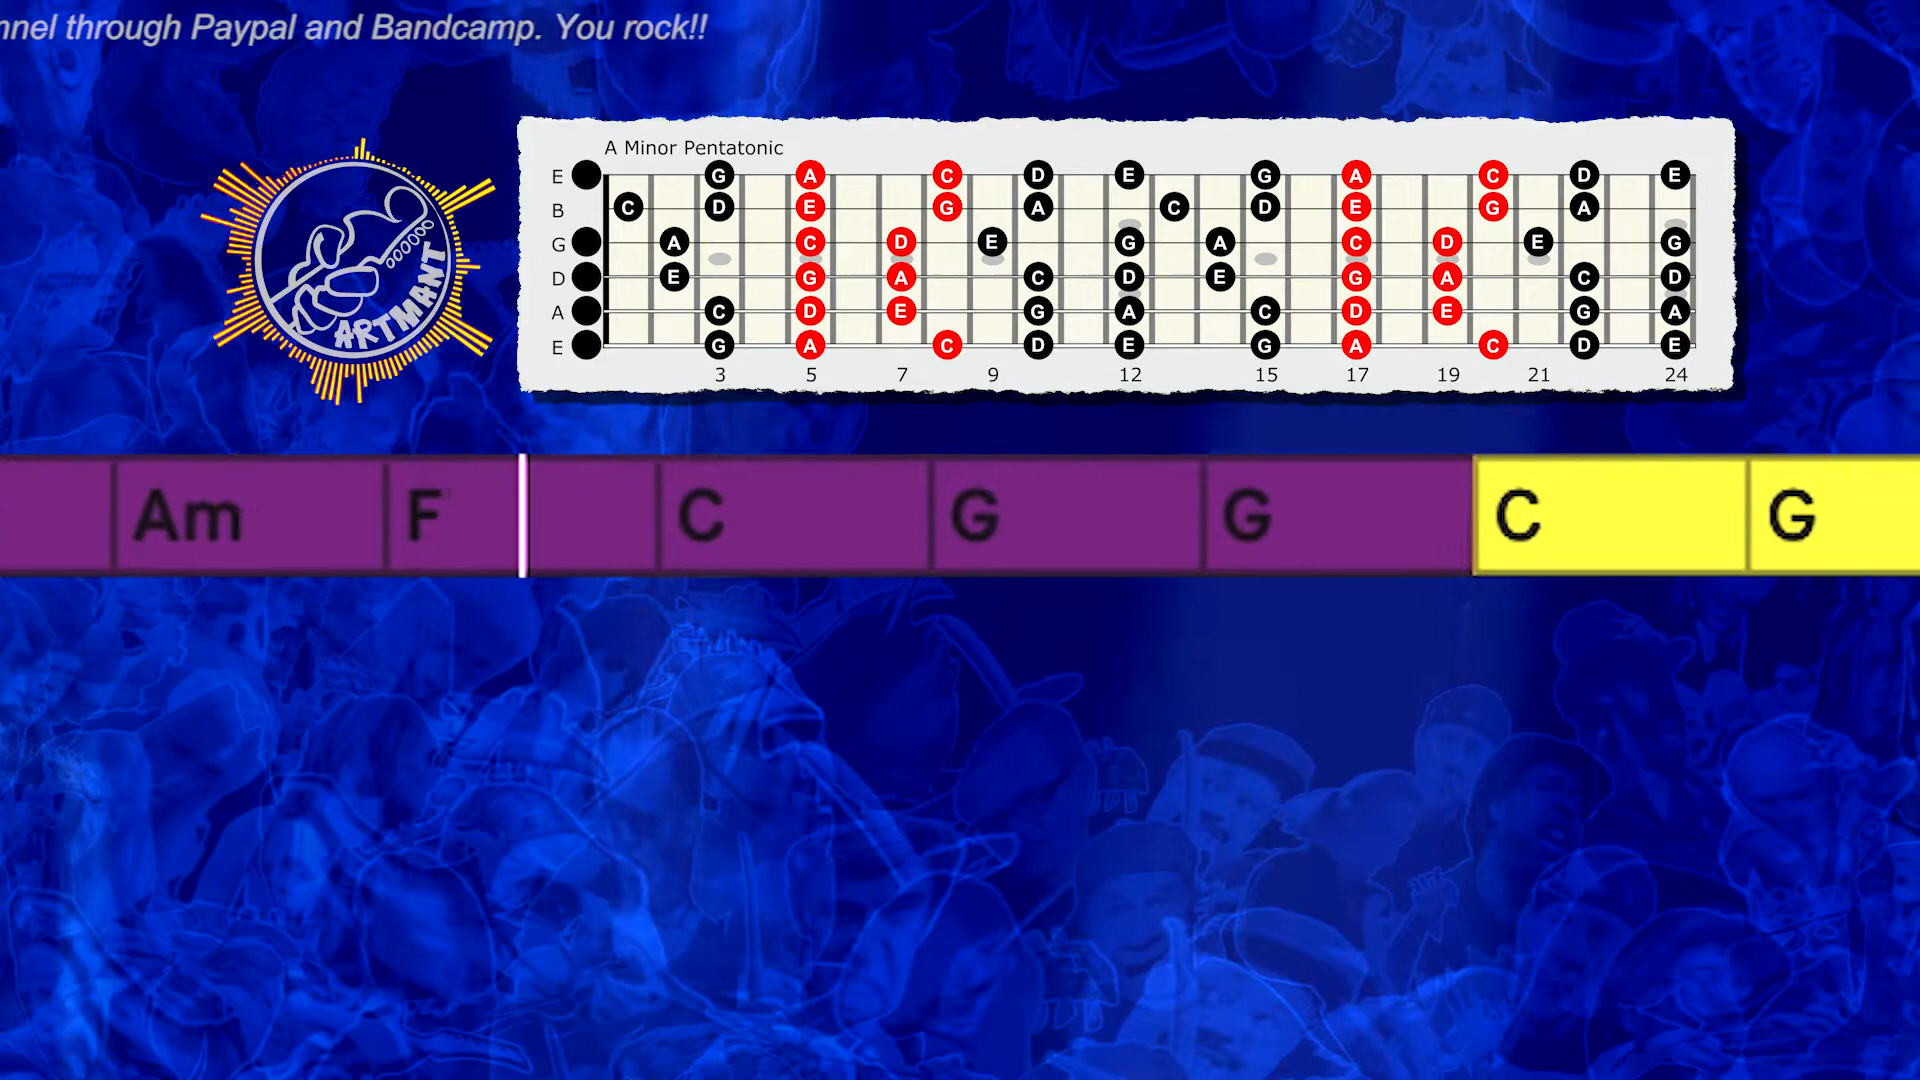 nnel through Paypal and Bandcamp. You rock!!
A Minor Pentatonic
E G A C D E G A C D E
B C D E G A C D E G A
G A C D E G A C D E G
D E G A C D E G A C D
A C D E G A C D E G A
E G A C D E G A C D E
3 5 7 9 12 15 17 19 21 24
ARTMANT
Am F C G G C G